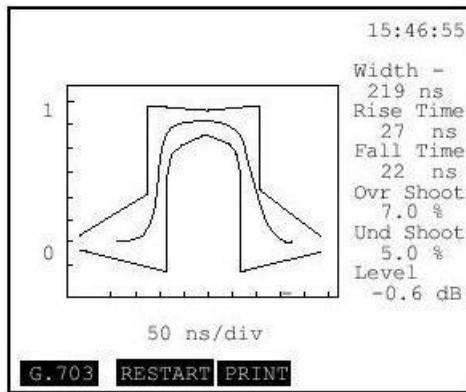 15:46:55
Width -
219 ns
Rise Time
27 ns
Fall Time
22 ns
Ovr Shoot
7.0 %
Und Shoot
5.0 %
Level
-0.6 dB
1
0
50 ns/div
G.703 RESTART PRINT